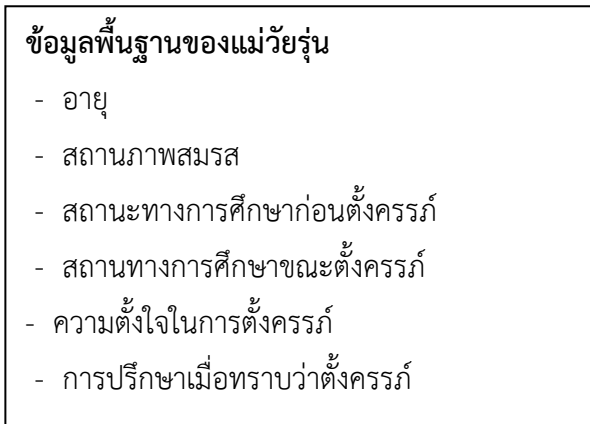 ข้อมูลพื้นฐานของแม่วัยรุ่น
- อายุ
- สถานภาพสมรส
- สถานะทางการศึกษาก่อนตั้งครรภ์
- สถานทางการศึกษาขณะตั้งครรภ์
- ความตั้งใจในการตั้งครรภ์
- การปรึกษาเมื่อทราบว่าตั้งครรภ์